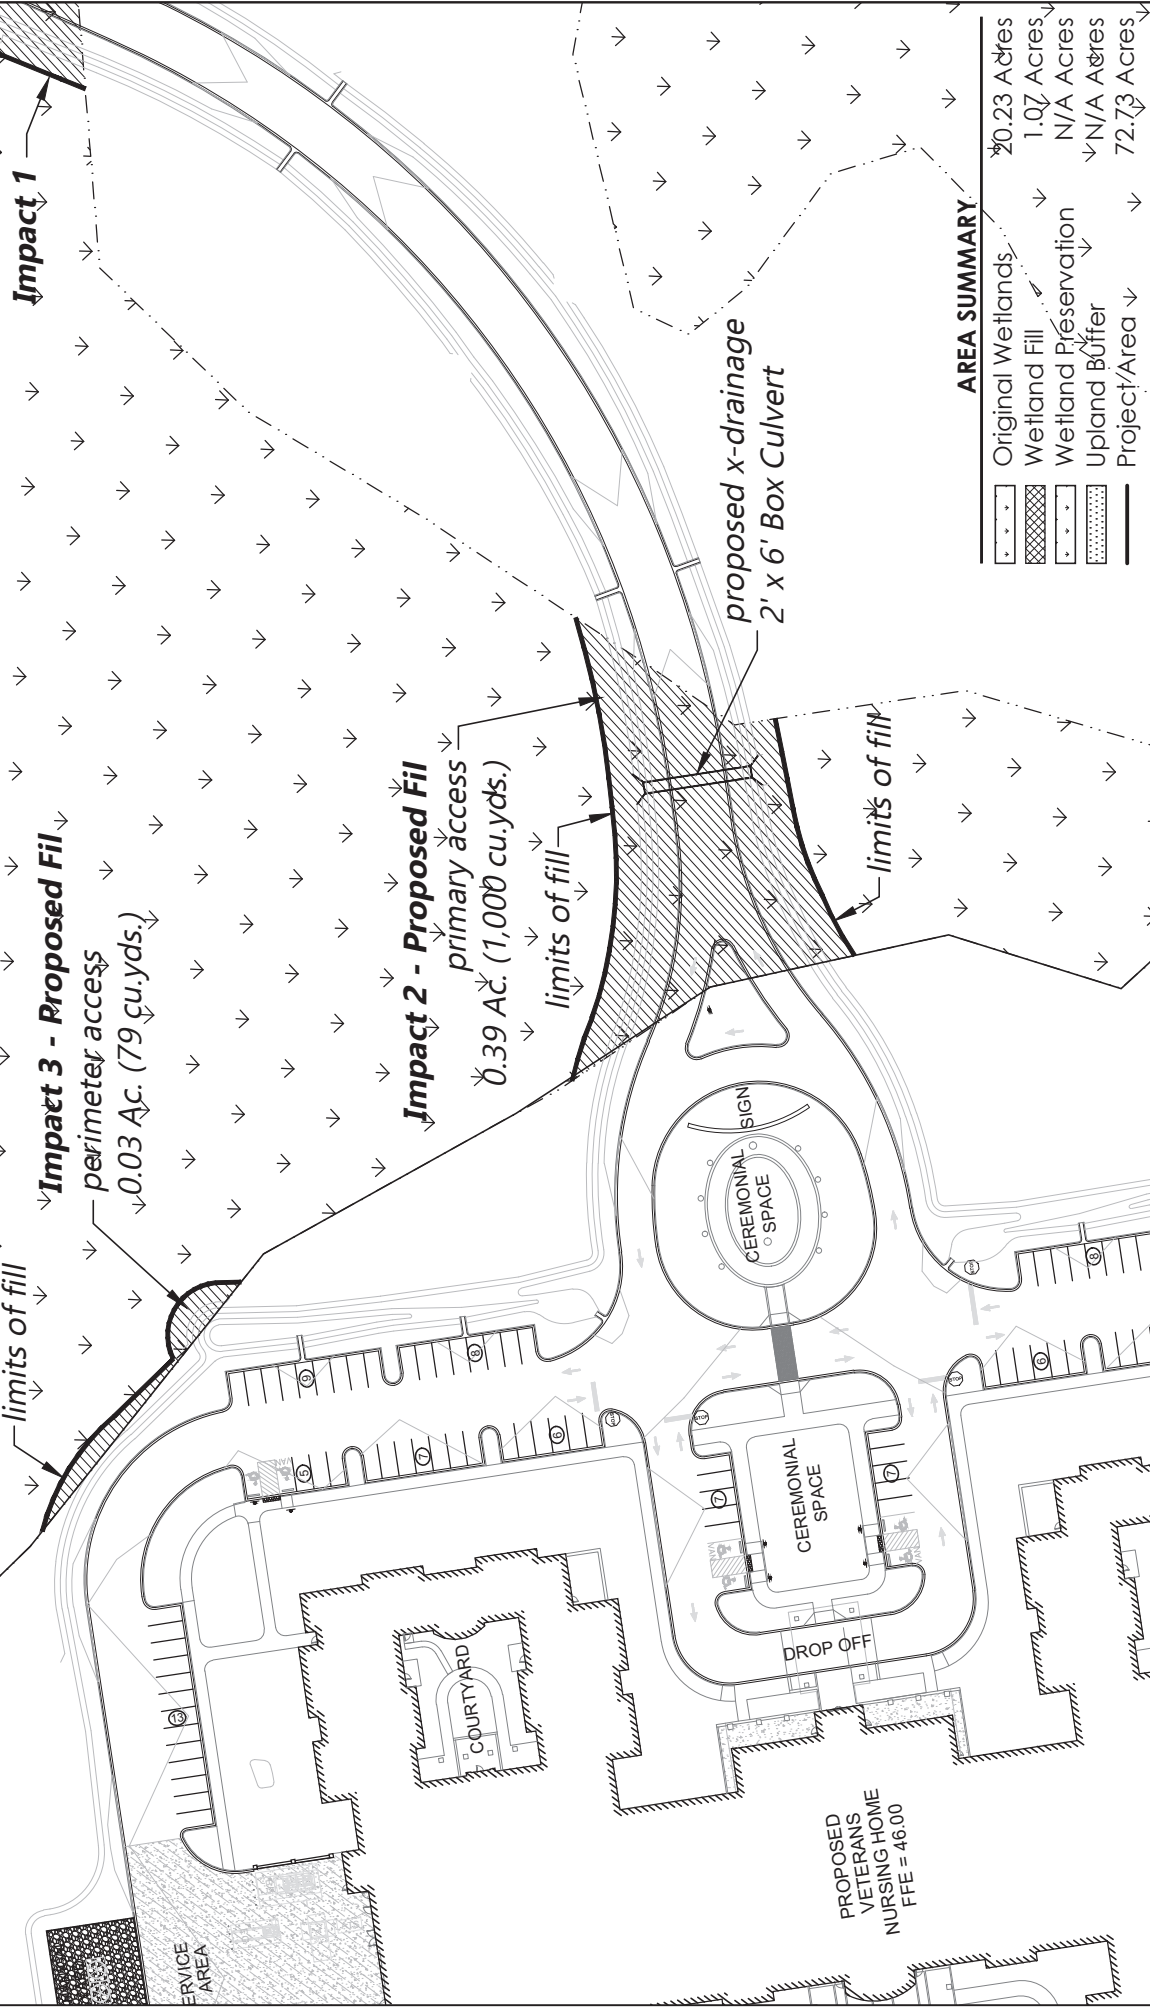 Impact 1
limits of fill
Impact 3 - Proposed Fil
perimeter access
0.03 Ac. (79 cu.yds.)
Impact 2 - Proposed Fil
primary access
0.39 Ac. (1,000 cu.yds.)
limits of fill
proposed x-drainage
2' x 6' Box Culvert
limits of fill
AREA SUMMARY
Original Wetlands 20.23 Acres
Wetland Fill 1.07 Acres
Wetland Preservation N/A Acres
Upland Buffer N/A Acres
Project Area 72.73 Acres
SIGN
CEREMONIAL
SPACE
CEREMONIAL
SPACE
DROP OFF
COURTYARD
PROPOSED
VETERANS
NURSING HOME
FFE = 46.00
ERVICE
AREA
9
8
5
7
6
7
7
6
8
13
STOP
STOP
STOP